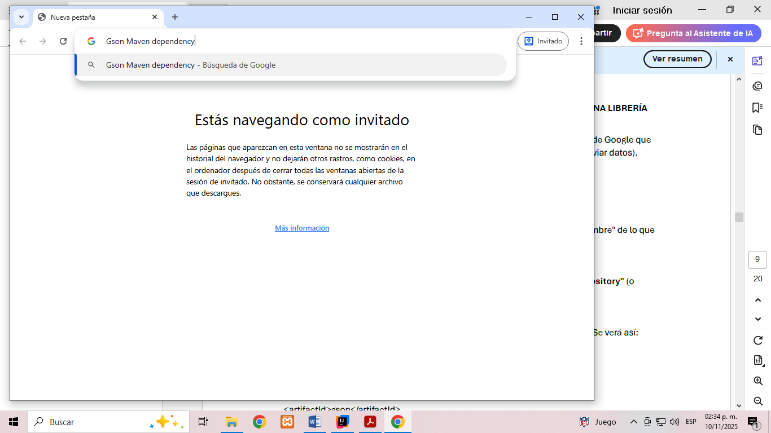 Nueva pestaña
Iniciar sesión
Gson Maven dependency
Invitado
artir
Pregunta al Asistente de IA
Gson Maven dependency - Búsqueda de Google
Ver resumen
NA LIBRERÍA
Estás navegando como invitado
de Google que
viar datos).
Las páginas que aparezcan en esta ventana no se mostrarán en el
historial del navegador y no dejarán otros rastros, como cookies, en
el ordenador después de cerrar todas las ventanas abiertas de la
sesión de invitado. No obstante, se conservará cualquier archivo
que descargues.
Más información
mbre" de lo que
9
20
ository" (o
Se verá así:
<artifactId>gson</artifactId>
Buscar
Juego
ESP
02:34 p. m.
10/11/2025
1